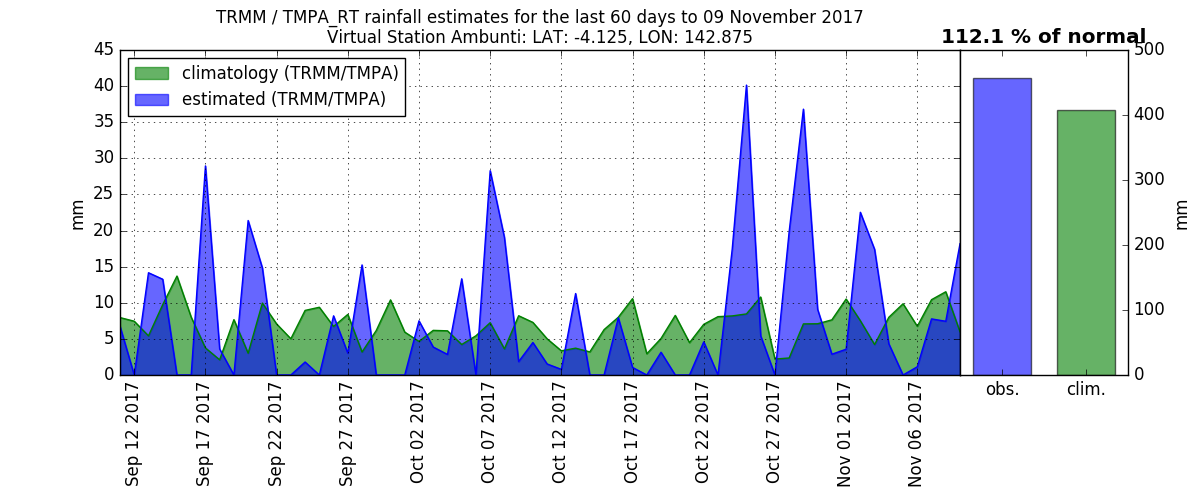 TRMM / TMPA_RT rainfall estimates for the last 60 days to 09 November 2017
Virtual Station Ambunti: LAT: -4.125, LON: 142.875
112.1 % of normal
climatology (TRMM/TMPA)
estimated (TRMM/TMPA)
45
40
35
30
25
20
15
10
5
0
mm
Sep 12 2017
Sep 17 2017
Sep 22 2017
Sep 27 2017
Oct 02 2017
Oct 07 2017
Oct 12 2017
Oct 17 2017
Oct 22 2017
Oct 27 2017
Nov 01 2017
Nov 06 2017
obs.
clim.
500
400
300
200
100
0
mm